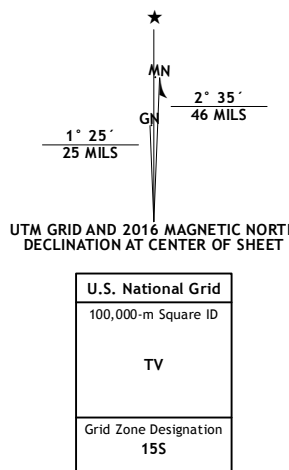 MN
GN
2° 35´
46 MILS
1° 25´
25 MILS
UTM GRID AND 2016 MAGNETIC NORTH
DECLINATION AT CENTER OF SHEET
U.S. National Grid
100,000-m Square ID
TV
Grid Zone Designation
15S